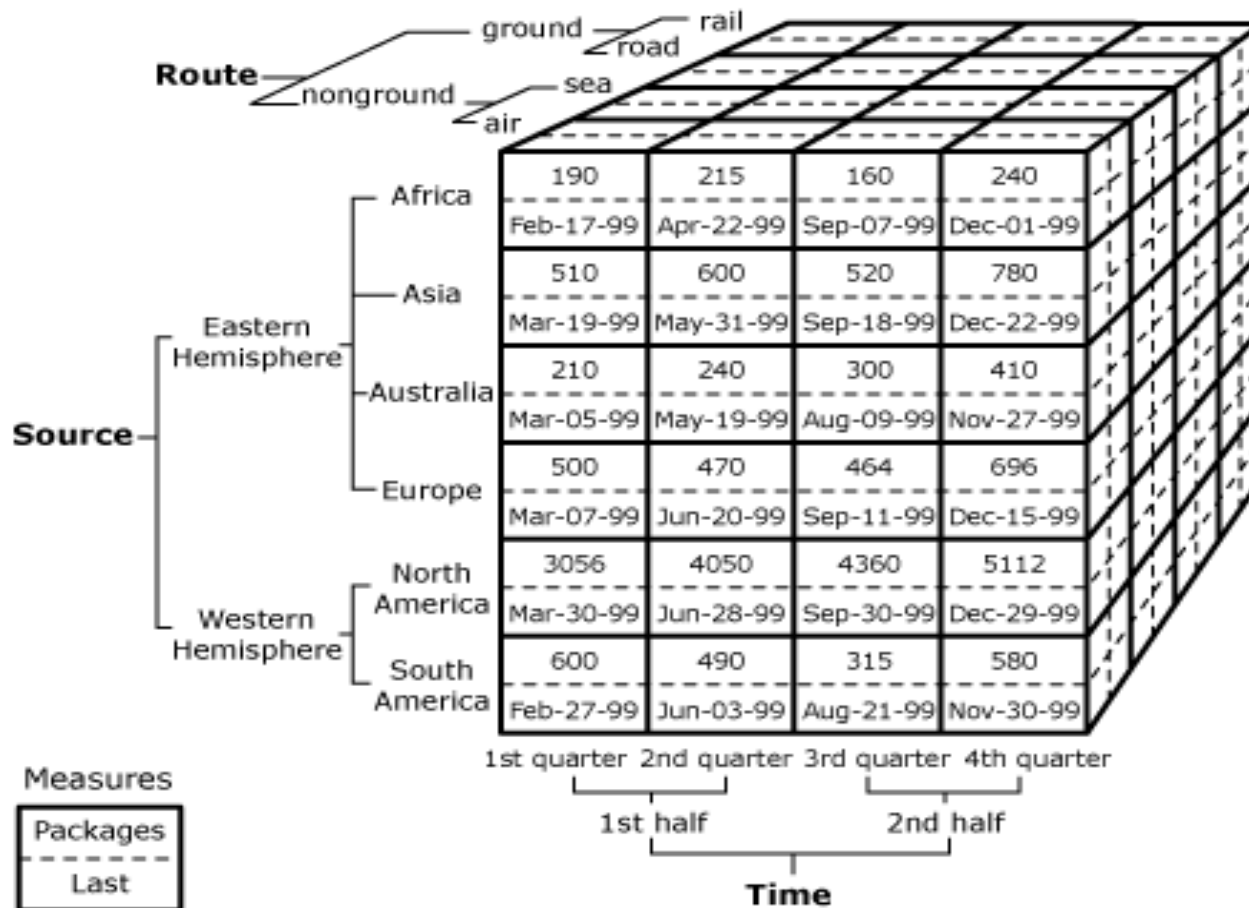 rail
ground
road
Route
sea
nonground
air
Africa
190 215 160 240
Feb-17-99 Apr-22-99 Sep-07-99 Dec-01-99
Asia
510 600 520 780
Mar-19-99 May-31-99 Sep-18-99 Dec-22-99
Eastern
Hemisphere
Australia
210 240 300 410
Mar-05-99 May-19-99 Aug-09-99 Nov-27-99
Source
Europe
500 470 464 696
Mar-07-99 Jun-20-99 Sep-11-99 Dec-15-99
North
America
3056 4050 4360 5112
Mar-30-99 Jun-28-99 Sep-30-99 Dec-29-99
Western
Hemisphere
South
America
600 490 315 580
Feb-27-99 Jun-03-99 Aug-21-99 Nov-30-99
1st quarter 2nd quarter 3rd quarter 4th quarter
1st half 2nd half
Time
Measures
Packages
Last